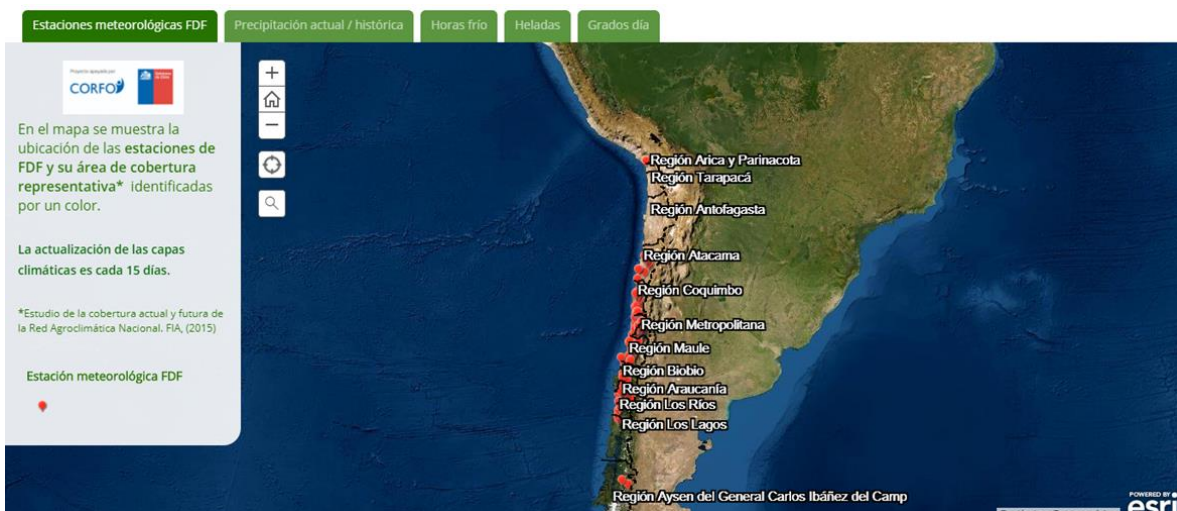 Estaciones meteorológicas FDF
Precipitación actual / histórica
Horas frío
Heladas
Grados día
Proyecto apoyado por
CORFO
En el mapa se muestra la
ubicación de las estaciones de
FDF y su área de cobertura
representativa* identificadas
por un color.
La actualización de las capas
climáticas es cada 15 días.
*Estudio de la cobertura actual y futura de
la Red Agroclimática Nacional. FIA, (2015)
Estación meteorológica FDF
+
−
Región Arica y Parinacota
Región Tarapacá
Región Antofagasta
Región Atacama
Región Coquimbo
Región Metropolitana
Región Maule
Región Biobio
Región Araucanía
Región Los Ríos
Región Los Lagos
Región Aysen del General Carlos Ibáñez del Camp
POWERED BY
esri